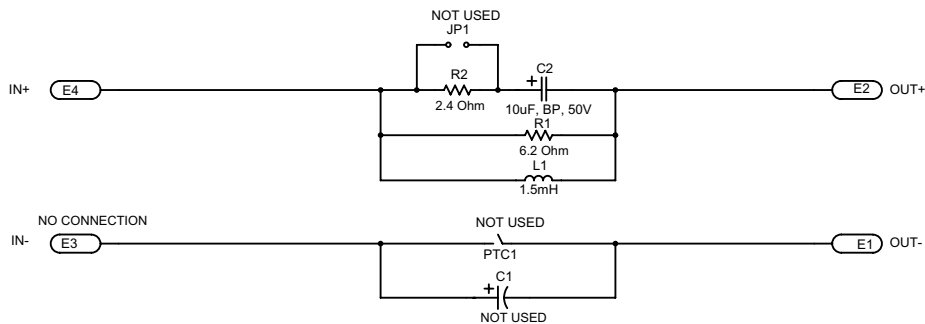 NOT USED
JP1
R2
2.4 Ohm
+
C2
10uF, BP, 50V
IN+
E4
E2
OUT+
R1
6.2 Ohm
L1
1.5mH
NO CONNECTION
IN-
E3
NOT USED
PTC1
E1
OUT-
C1
+
NOT USED